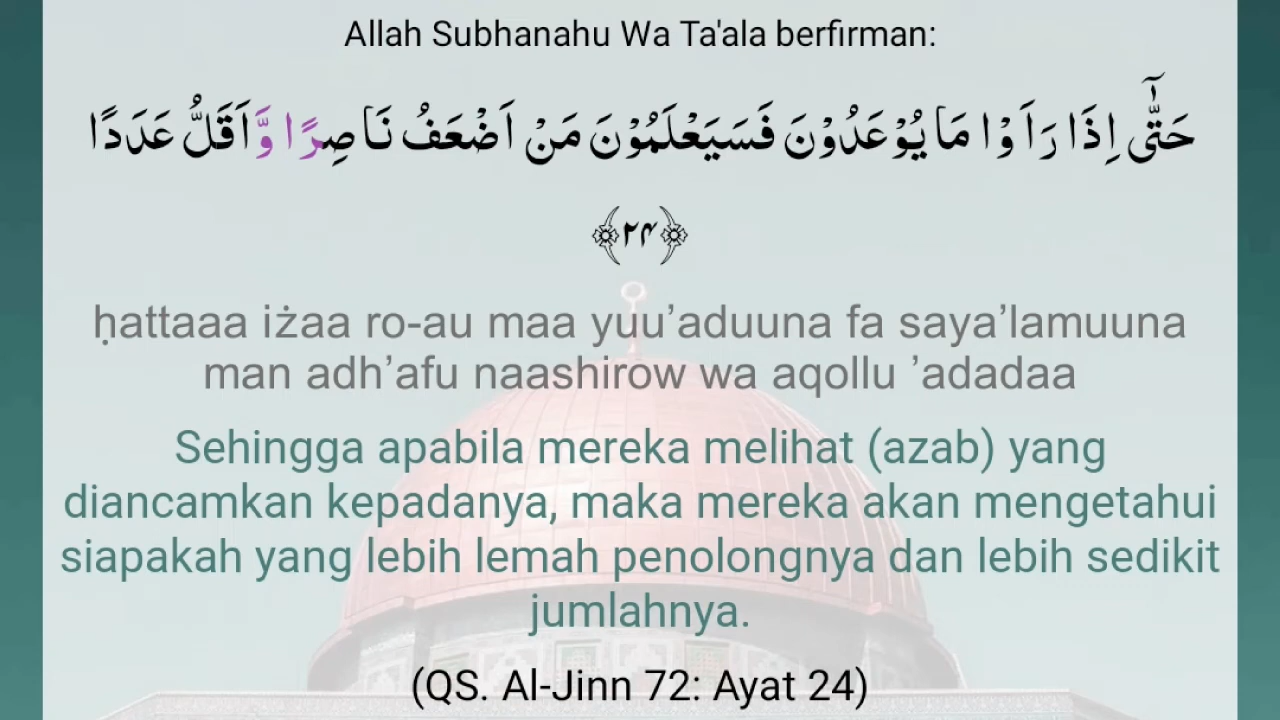 Allah Subhanahu Wa Ta'ala berfirman:
حَتّٰۤى اِذَا رَاَوْا مَا يُوْعَدُوْنَ فَسَيَعْلَمُوْنَ مَنْ اَضْعَفُ نَاصِرًا وَّاَقَلُّ عَدَدًا
﴿۲۴﴾
ḥattaaa iżaa ro-au maa yuu’aduuna fa saya’lamuuna
man adh’afu naashirow wa aqollu ’adadaa
Sehingga apabila mereka melihat (azab) yang
diancamkan kepadanya, maka mereka akan mengetahui
siapakah yang lebih lemah penolongnya dan lebih sedikit
jumlahnya.
(QS. Al-Jinn 72: Ayat 24)